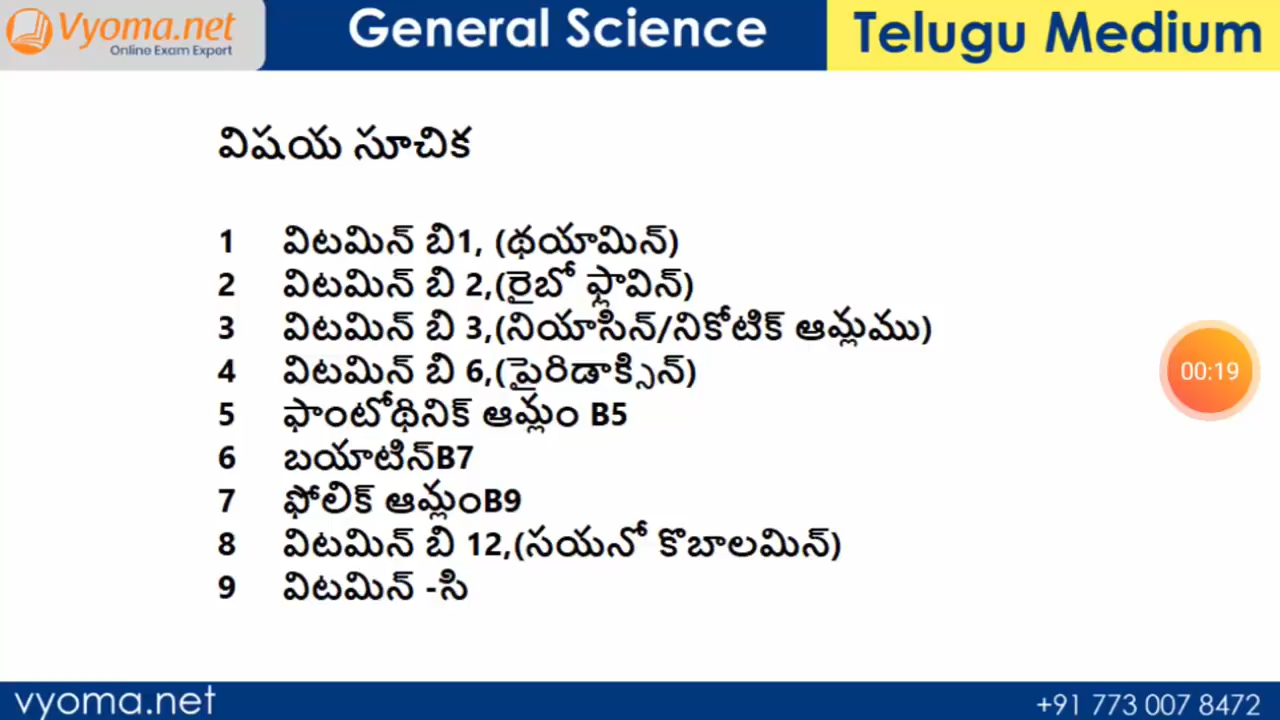 Vyoma.net
Online Exam Expert
General Science
Telugu Medium
విషయ సూచిక
1 విటమిన్ బి1, (థయామిన్)
2 విటమిన్ బి 2,(రైబో ఫ్లావిన్)
3 విటమిన్ బి 3,(నియాసిన్/నికోటిక్ ఆమ్లము)
4 విటమిన్ బి 6,(పైరిడాక్సిన్)
5 ఫాంటోథినిక్ ఆమ్లం B5
6 బయాటిన్B7
7 ఫోలిక్ ఆమ్లంB9
8 విటమిన్ బి 12,(సయనో కొబాలమిన్)
9 విటమిన్ -సి
00:19
vyoma.net
+91 773 007 8472